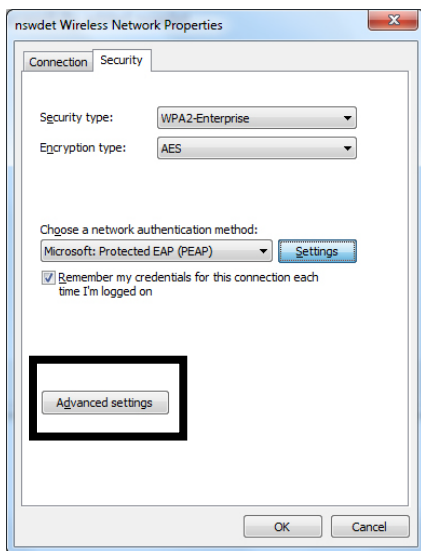 nswdet Wireless Network Properties
Connection Security
Security type: WPA2-Enterprise
Encryption type: AES
Choose a network authentication method:
Microsoft: Protected EAP (PEAP) Settings
Remember my credentials for this connection each
time I'm logged on
Advanced settings
OK Cancel